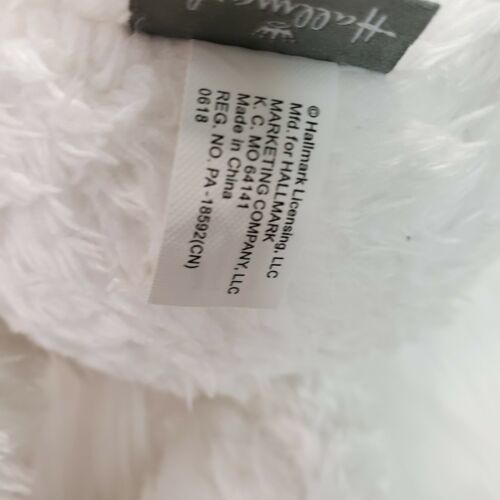 Hallmark
© Hallmark Licensing, LLC
Mfd. for HALLMARK
MARKETING COMPANY, LLC
K. C. MO 64141
Made in China
REG. NO. PA-18592(CN)
0618